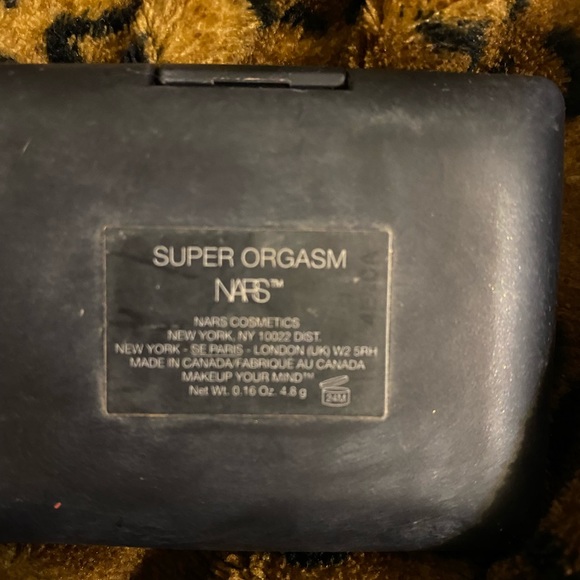 SUPER ORGASM
NARS™
NARS COSMETICS
NEW YORK, NY 10022 DIST.
NEW YORK - SE PARIS - LONDON (UK) W2 5RH
MADE IN CANADA/FABRIQUE AU CANADA
MAKEUP YOUR MIND™
Net Wt. 0.16 Oz. 4.8 g
24M